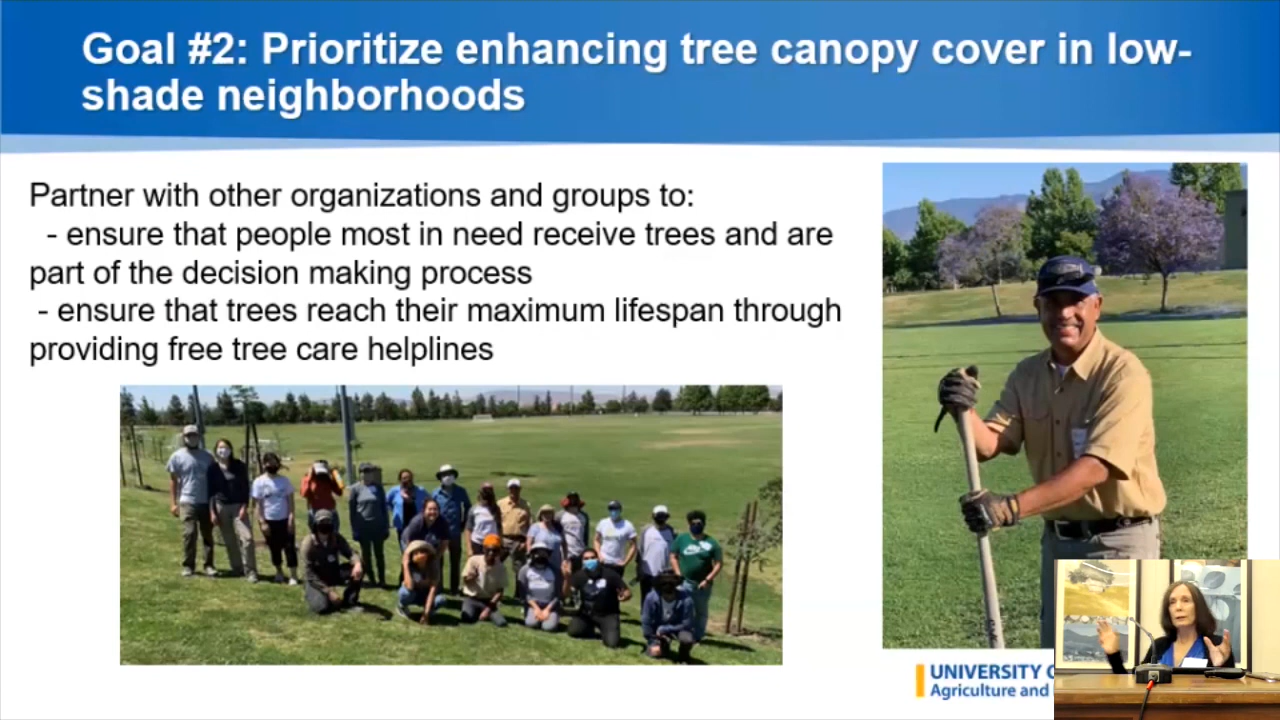 Goal #2: Prioritize enhancing tree canopy cover in low-
shade neighborhoods
Partner with other organizations and groups to:
- ensure that people most in need receive trees and are
part of the decision making process
- ensure that trees reach their maximum lifespan through
providing free tree care helplines
UNIVERSITY
Agriculture and